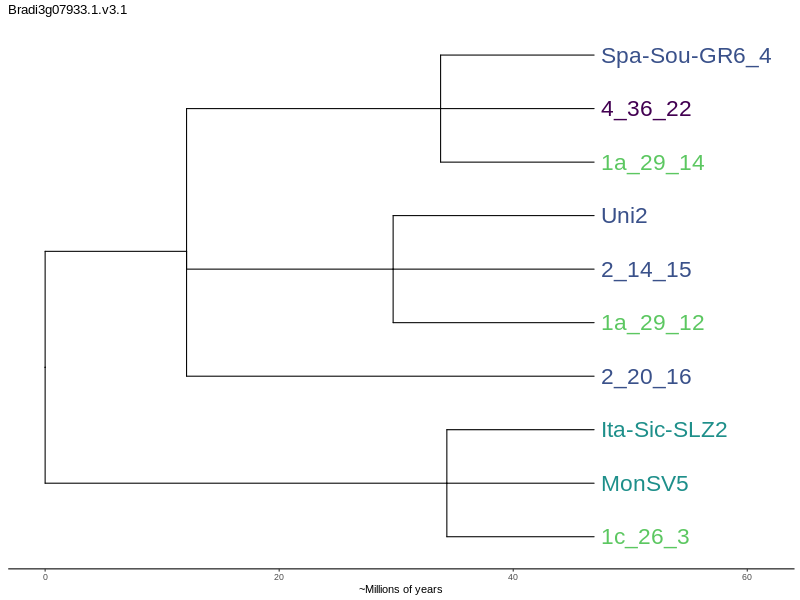 Bradi3g07933.1.v3.1
Spa-Sou-GR6_4
4_36_22
1a_29_14
Uni2
2_14_15
1a_29_12
2_20_16
Ita-Sic-SLZ2
MonSV5
1c_26_3
0 20 40 60
~Millions of years